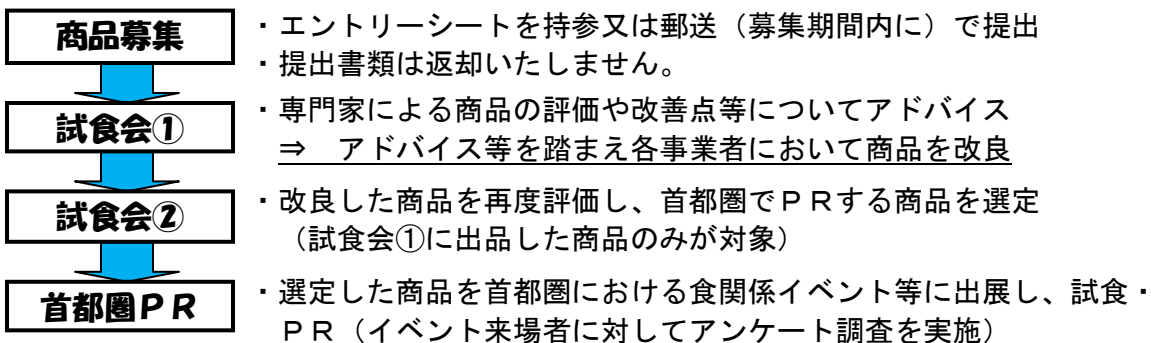 商品募集
・エントリーシートを持参又は郵送（募集期間内に）で提出
・提出書類は返却いたしません。
試食会①
・専門家による商品の評価や改善点等についてアドバイス
⇒　アドバイス等を踏まえ各事業者において商品を改良
試食会②
・改良した商品を再度評価し、首都圏でＰＲする商品を選定
（試食会①に出品した商品のみが対象）
首都圏ＰＲ
・選定した商品を首都圏における食関係イベント等に出展し、試食・
ＰＲ（イベント来場者に対してアンケート調査を実施）